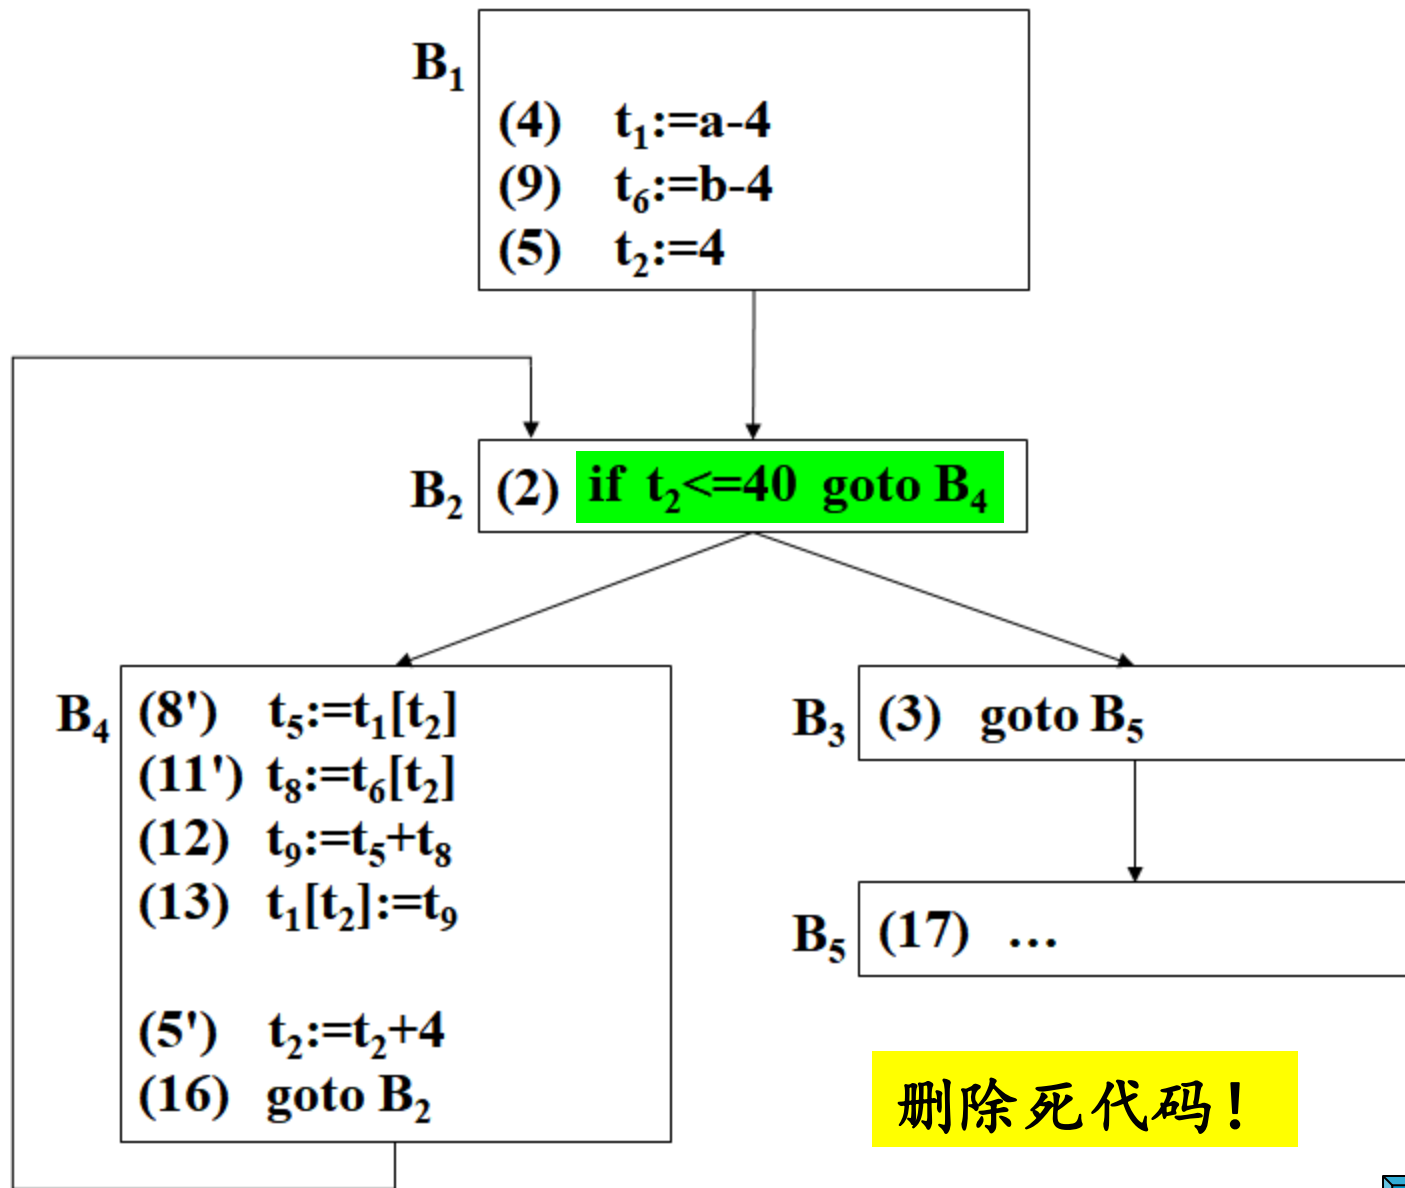 B₁
(4) t₁:=a-4
(9) t₆:=b-4
(5) t₂:=4
B₂ (2) if t₂<=40 goto B₄
B₄
(8') t₅:=t₁[t₂]
(11') t₈:=t₆[t₂]
(12) t₉:=t₅+t₈
(13) t₁[t₂]:=t₉
(5') t₂:=t₂+4
(16) goto B₂
B₃ (3) goto B₅
B₅ (17) …
删除死代码！